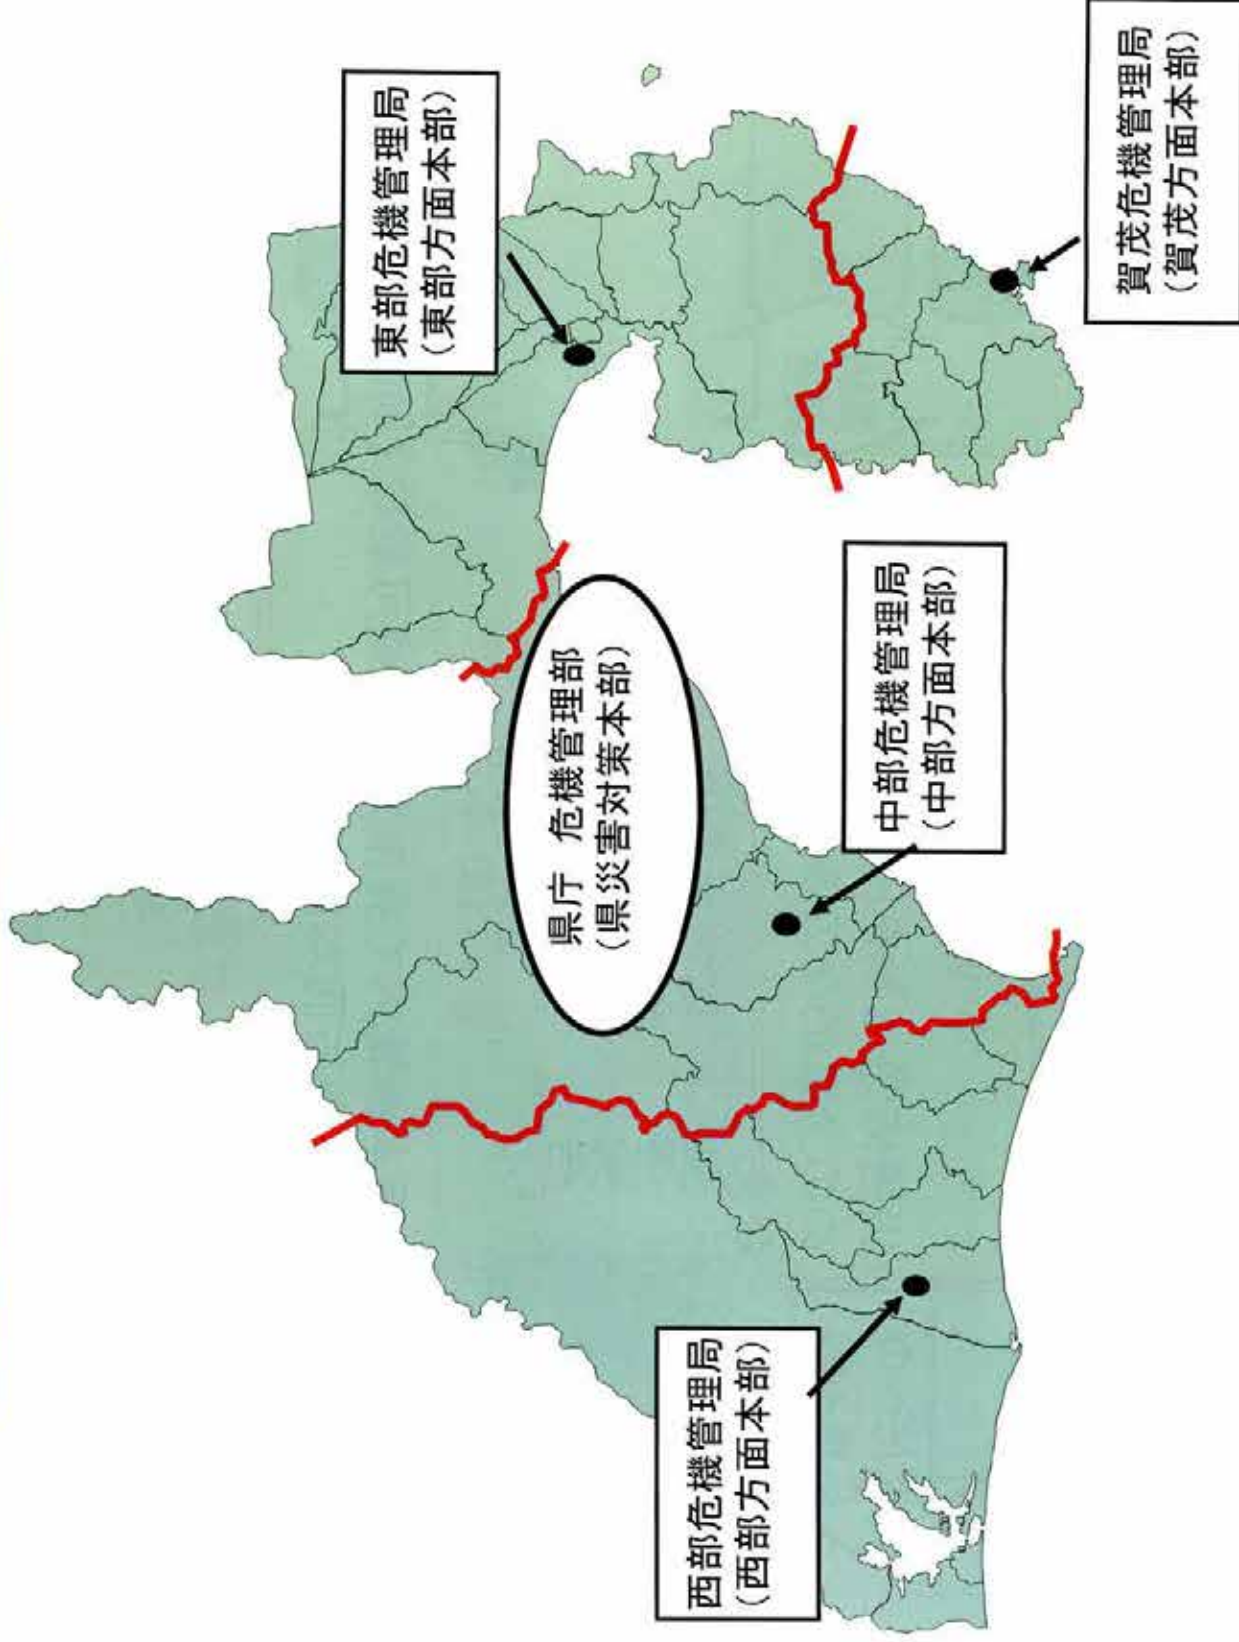 東部危機管理局
（東部方面本部）
賀茂危機管理局
（賀茂方面本部）
県庁 危機管理部
（県災害対策本部）
中部危機管理局
（中部方面本部）
西部危機管理局
（西部方面本部）